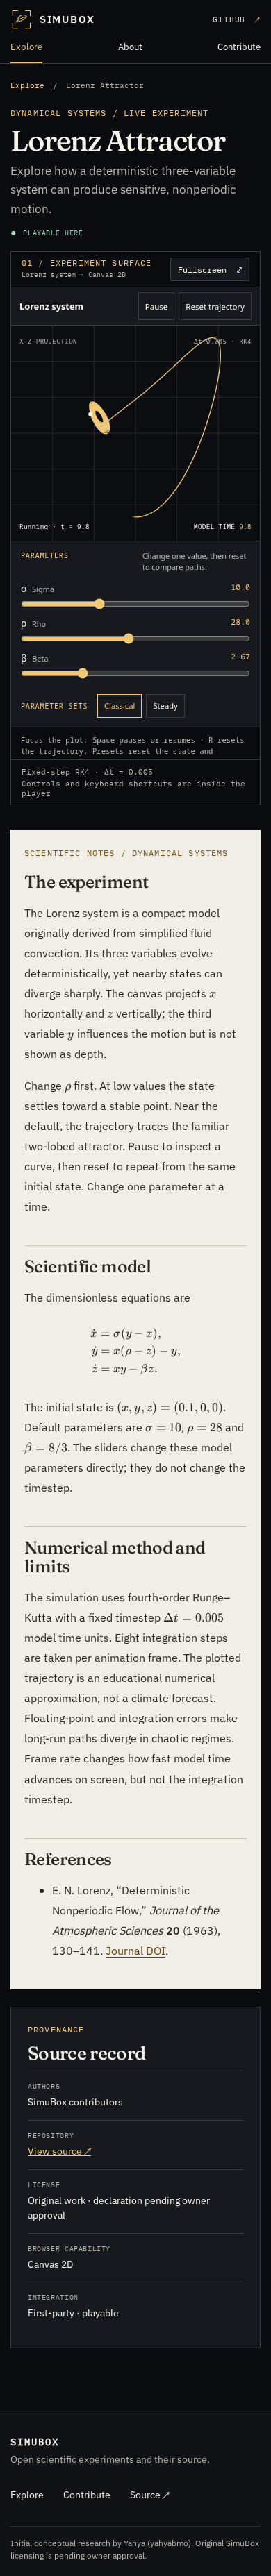 SIMUBOX
GITHUB ↗
Explore About Contribute
Explore / Lorenz Attractor
DYNAMICAL SYSTEMS / LIVE EXPERIMENT
Lorenz Attractor
Explore how a deterministic three-variable
system can produce sensitive, nonperiodic
motion.
PLAYABLE HERE
01 / EXPERIMENT SURFACE
Lorenz system · Canvas 2D
Fullscreen ⤢
Lorenz system
Pause Reset trajectory
X–Z PROJECTION
Δt 0.005 · RK4
Running · t = 9.8
MODEL TIME 9.8
PARAMETERS
Change one value, then reset
to compare paths.
σ Sigma 10.0
ρ Rho 28.0
β Beta 2.67
PARAMETER SETS Classical Steady
Focus the plot: Space pauses or resumes · R resets
the trajectory. Presets reset the state and
Fixed-step RK4 · Δt = 0.005
Controls and keyboard shortcuts are inside the
player
SCIENTIFIC NOTES / DYNAMICAL SYSTEMS
The experiment
The Lorenz system is a compact model
originally derived from simplified fluid
convection. Its three variables evolve
deterministically, yet nearby states can
diverge sharply. The canvas projects x
horizontally and z vertically; the third
variable y influences the motion but is not
shown as depth.
Change ρ first. At low values the state
settles toward a stable point. Near the
default, the trajectory traces the familiar
two-lobed attractor. Pause to inspect a
curve, then reset to repeat from the same
initial state. Change one parameter at a
time.
Scientific model
The dimensionless equations are
ẋ = σ(y − x),
ẏ = x(ρ − z) − y,
ż = xy − βz.
The initial state is (x, y, z) = (0.1, 0, 0).
Default parameters are σ = 10, ρ = 28 and
β = 8/3. The sliders change these model
parameters directly; they do not change the
timestep.
Numerical method and
limits
The simulation uses fourth-order Runge–
Kutta with a fixed timestep Δt = 0.005
model time units. Eight integration steps
are taken per animation frame. The plotted
trajectory is an educational numerical
approximation, not a climate forecast.
Floating-point and integration errors make
long-run paths diverge in chaotic regimes.
Frame rate changes how fast model time
advances on screen, but not the integration
timestep.
References
• E. N. Lorenz, “Deterministic
Nonperiodic Flow,” Journal of the
Atmospheric Sciences 20 (1963),
130–141. Journal DOI.
PROVENANCE
Source record
AUTHORS
SimuBox contributors
REPOSITORY
View source ↗
LICENSE
Original work · declaration pending owner
approval
BROWSER CAPABILITY
Canvas 2D
INTEGRATION
First-party · playable
SIMUBOX
Open scientific experiments and their source.
Explore Contribute Source ↗
Initial conceptual research by Yahya (yahyabmo). Original SimuBox
licensing is pending owner approval.